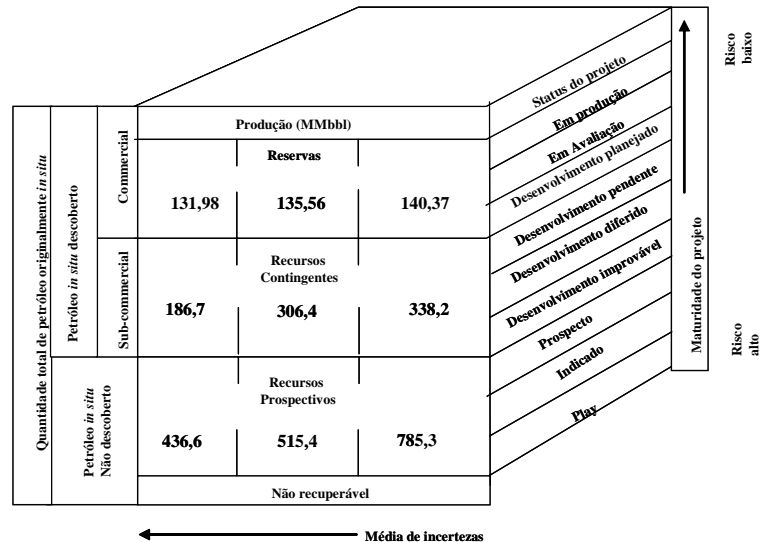 Quantidade total de petróleo originalmente in situ
Petróleo in situ descoberto
Commercial
Sub-commercial
Petróleo in situ
Não descoberto
Produção (MMbbl)
Reservas
131,98
135,56
140,37
Recursos
Contingentes
186,7
306,4
338,2
Recursos
Prospectivos
436,6
515,4
785,3
Não recuperável
Média de incertezas
Status do projeto
Em produção
Em Avaliação
Desenvolvimento planejado
Desenvolvimento pendente
Desenvolvimento diferido
Desenvolvimento improvável
Prospecto
Indicado
Play
Maturidade do projeto
Risco
baixo
Risco
alto